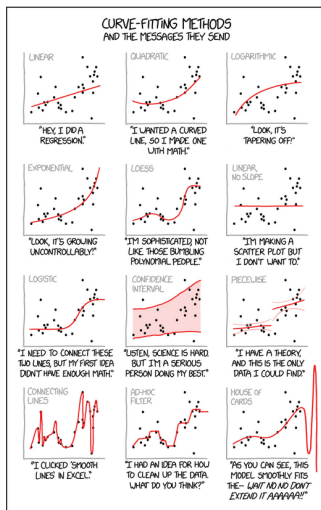 CURVE-FITTING METHODS
AND THE MESSAGES THEY SEND
LINEAR
QUADRATIC
LOGARITHMIC
"HEY, I DID A
REGRESSION."
"I WANTED A CURVED
LINE, SO I MADE ONE
WITH MATH."
"LOOK, IT'S
TAPERING OFF!"
EXPONENTIAL
LOESS
LINEAR,
NO SLOPE
"LOOK, IT'S GROWING
UNCONTROLLABLY!"
"I'M SOPHISTICATED, NOT
LIKE THOSE BUMBLING
POLYNOMIAL PEOPLE."
"I'M MAKING A
SCATTER PLOT BUT
I DON'T WANT TO."
LOGISTIC
CONFIDENCE
INTERVAL
PIECEWISE
"I NEED TO CONNECT THESE
TWO LINES, BUT MY FIRST IDEA
DIDN'T HAVE ENOUGH MATH."
"LISTEN, SCIENCE IS HARD.
BUT I'M A SERIOUS
PERSON DOING MY BEST."
"I HAVE A THEORY,
AND THIS IS THE ONLY
DATA I COULD FIND."
CONNECTING
LINES
AD-HOC
FILTER
HOUSE OF
CARDS
"I CLICKED 'SMOOTH
LINES' IN EXCEL."
"I HAD AN IDEA FOR HOW
TO CLEAN UP THE DATA.
WHAT DO YOU THINK?"
"AS YOU CAN SEE, THIS
MODEL SMOOTHLY FITS
THE- WAIT NO NO DON'T
EXTEND IT AAAAAA!!"